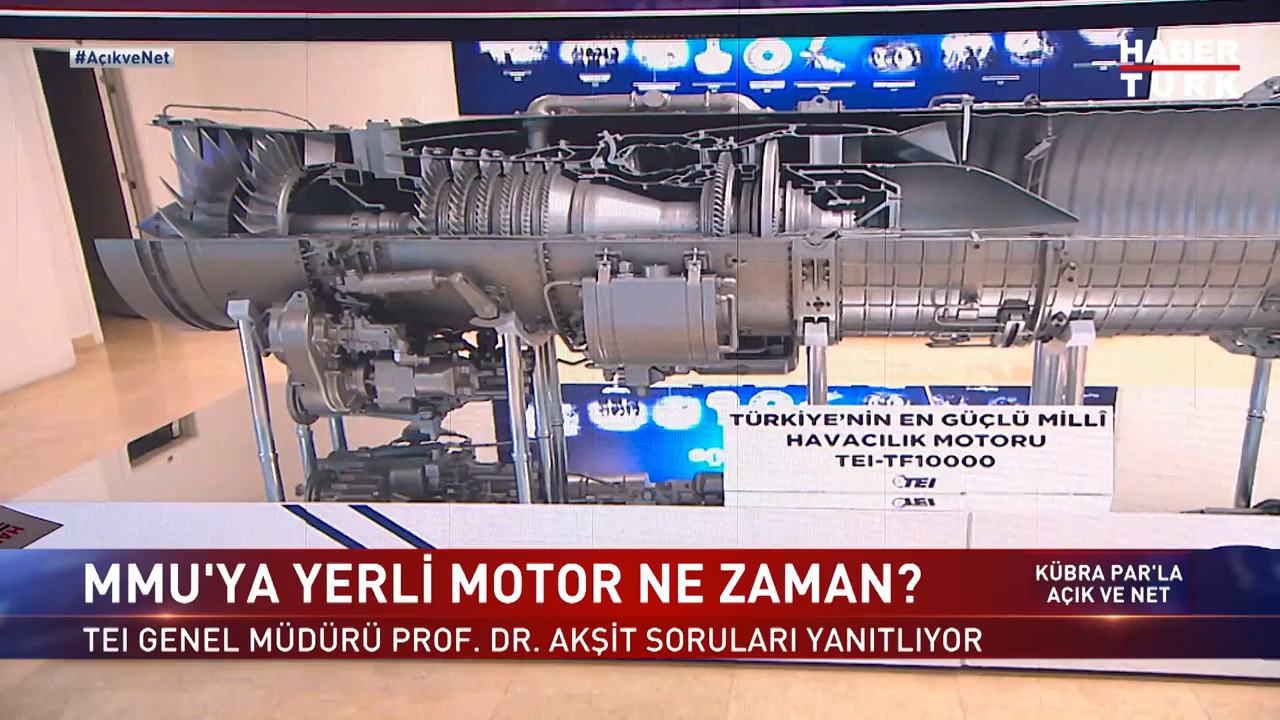 #AçıkveNet
HABER
TÜRK
TÜRKİYE'NİN EN GÜÇLÜ MİLLÎ
HAVACILIK MOTORU
TEI-TF10000
TEI
TEI
MMU'YA YERLİ MOTOR NE ZAMAN?
KÜBRA PAR'LA
AÇIK VE NET
TEI GENEL MÜDÜRÜ PROF. DR. AKŞİT SORULARI YANITLIYOR